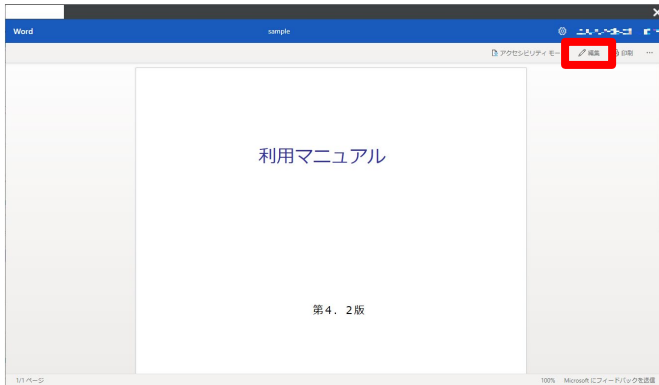 Word
sample
アクセシビリティ モー
編集
印刷
利用マニュアル
第4．2版
1/1 ページ
100%
Microsoft にフィードバックを送信